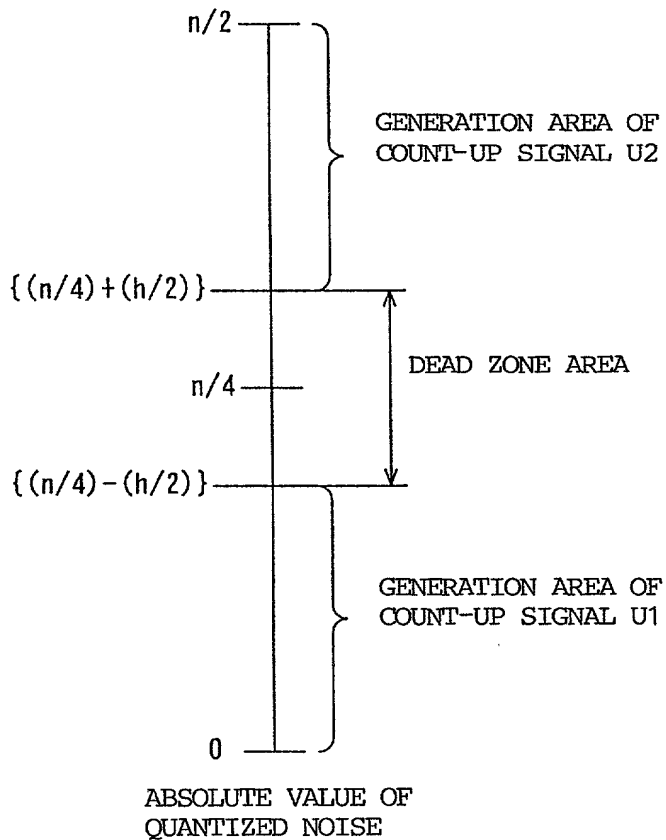 n/2
GENERATION AREA OF
COUNT-UP SIGNAL U2
{(n/4)+(h/2)}
DEAD ZONE AREA
n/4
{(n/4)-(h/2)}
GENERATION AREA OF
COUNT-UP SIGNAL U1
0
ABSOLUTE VALUE OF
QUANTIZED NOISE